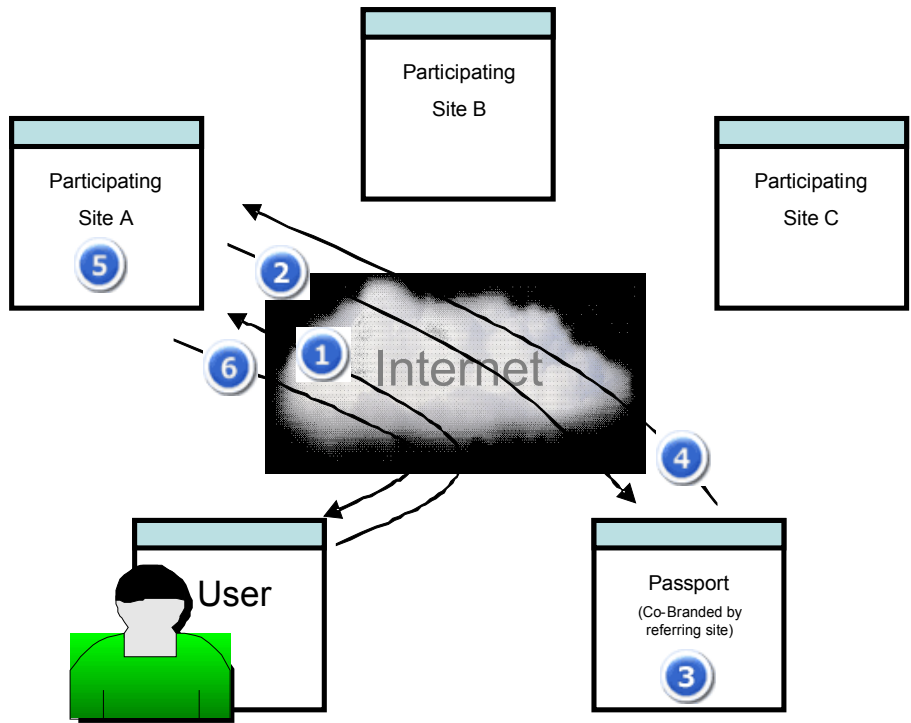 Participating
Site B
Participating
Site A
5
Participating
Site C
2
1
Internet
6
4
User
Passport
(Co-Branded by
referring site)
3